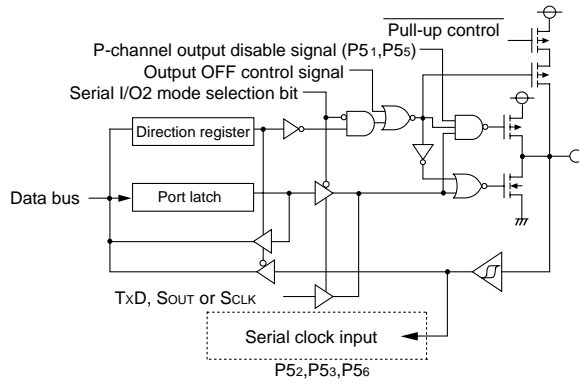 Pull-up control
P-channel output disable signal (P51,P55)
Output OFF control signal
Serial I/O2 mode selection bit
Direction register
Data bus
Port latch
TXD, SOUT or SCLK
Serial clock input
P52,P53,P56